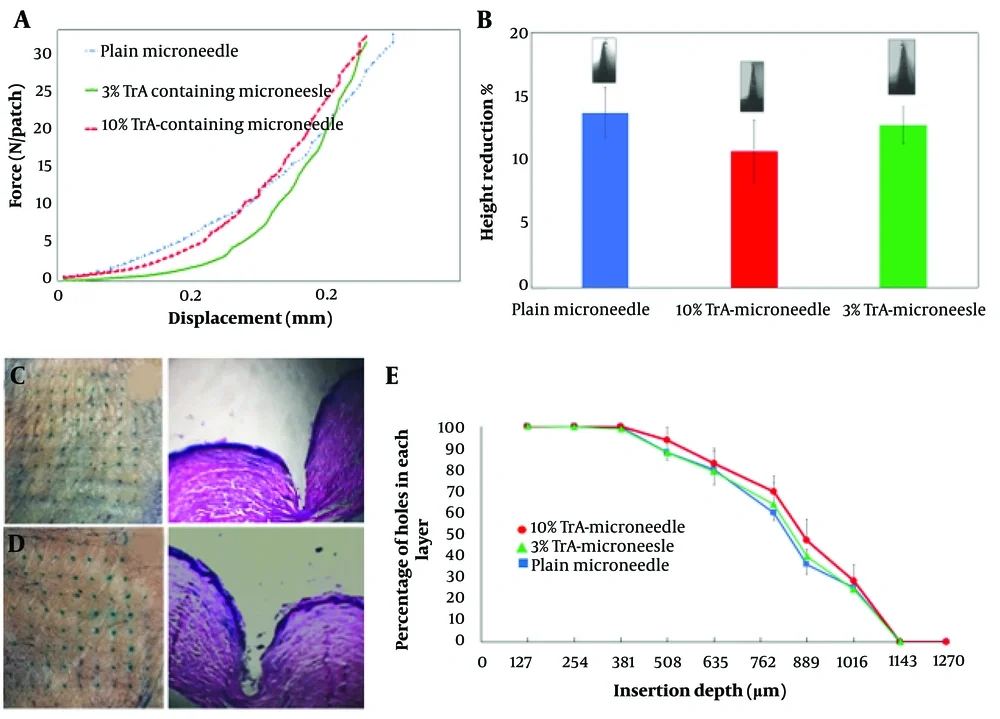 A
30
25
20
15
10
5
0
Force (N/patch)
Plain microneedle
3% TrA containing microneesle
10% TrA-containing microneedle
0
0.2
0.2
Displacement (mm)
B
20
15
10
5
0
Height reduction %
Plain microneedle
10% TrA-microneedle
3% TrA-microneesle
C
D
E
100
90
80
70
60
50
40
30
20
10
0
Percentage of holes in each
layer
10% TrA-microneedle
3% TrA-microneesle
Plain microneedle
0
127
254
381
508
635
762
889
1016
1143
1270
Insertion depth (µm)